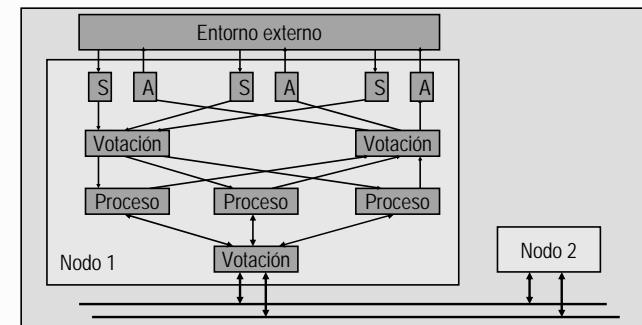 Entorno externo
S A S A S A
Votación Votación
Proceso Proceso Proceso
Votación
Nodo 1
Nodo 2